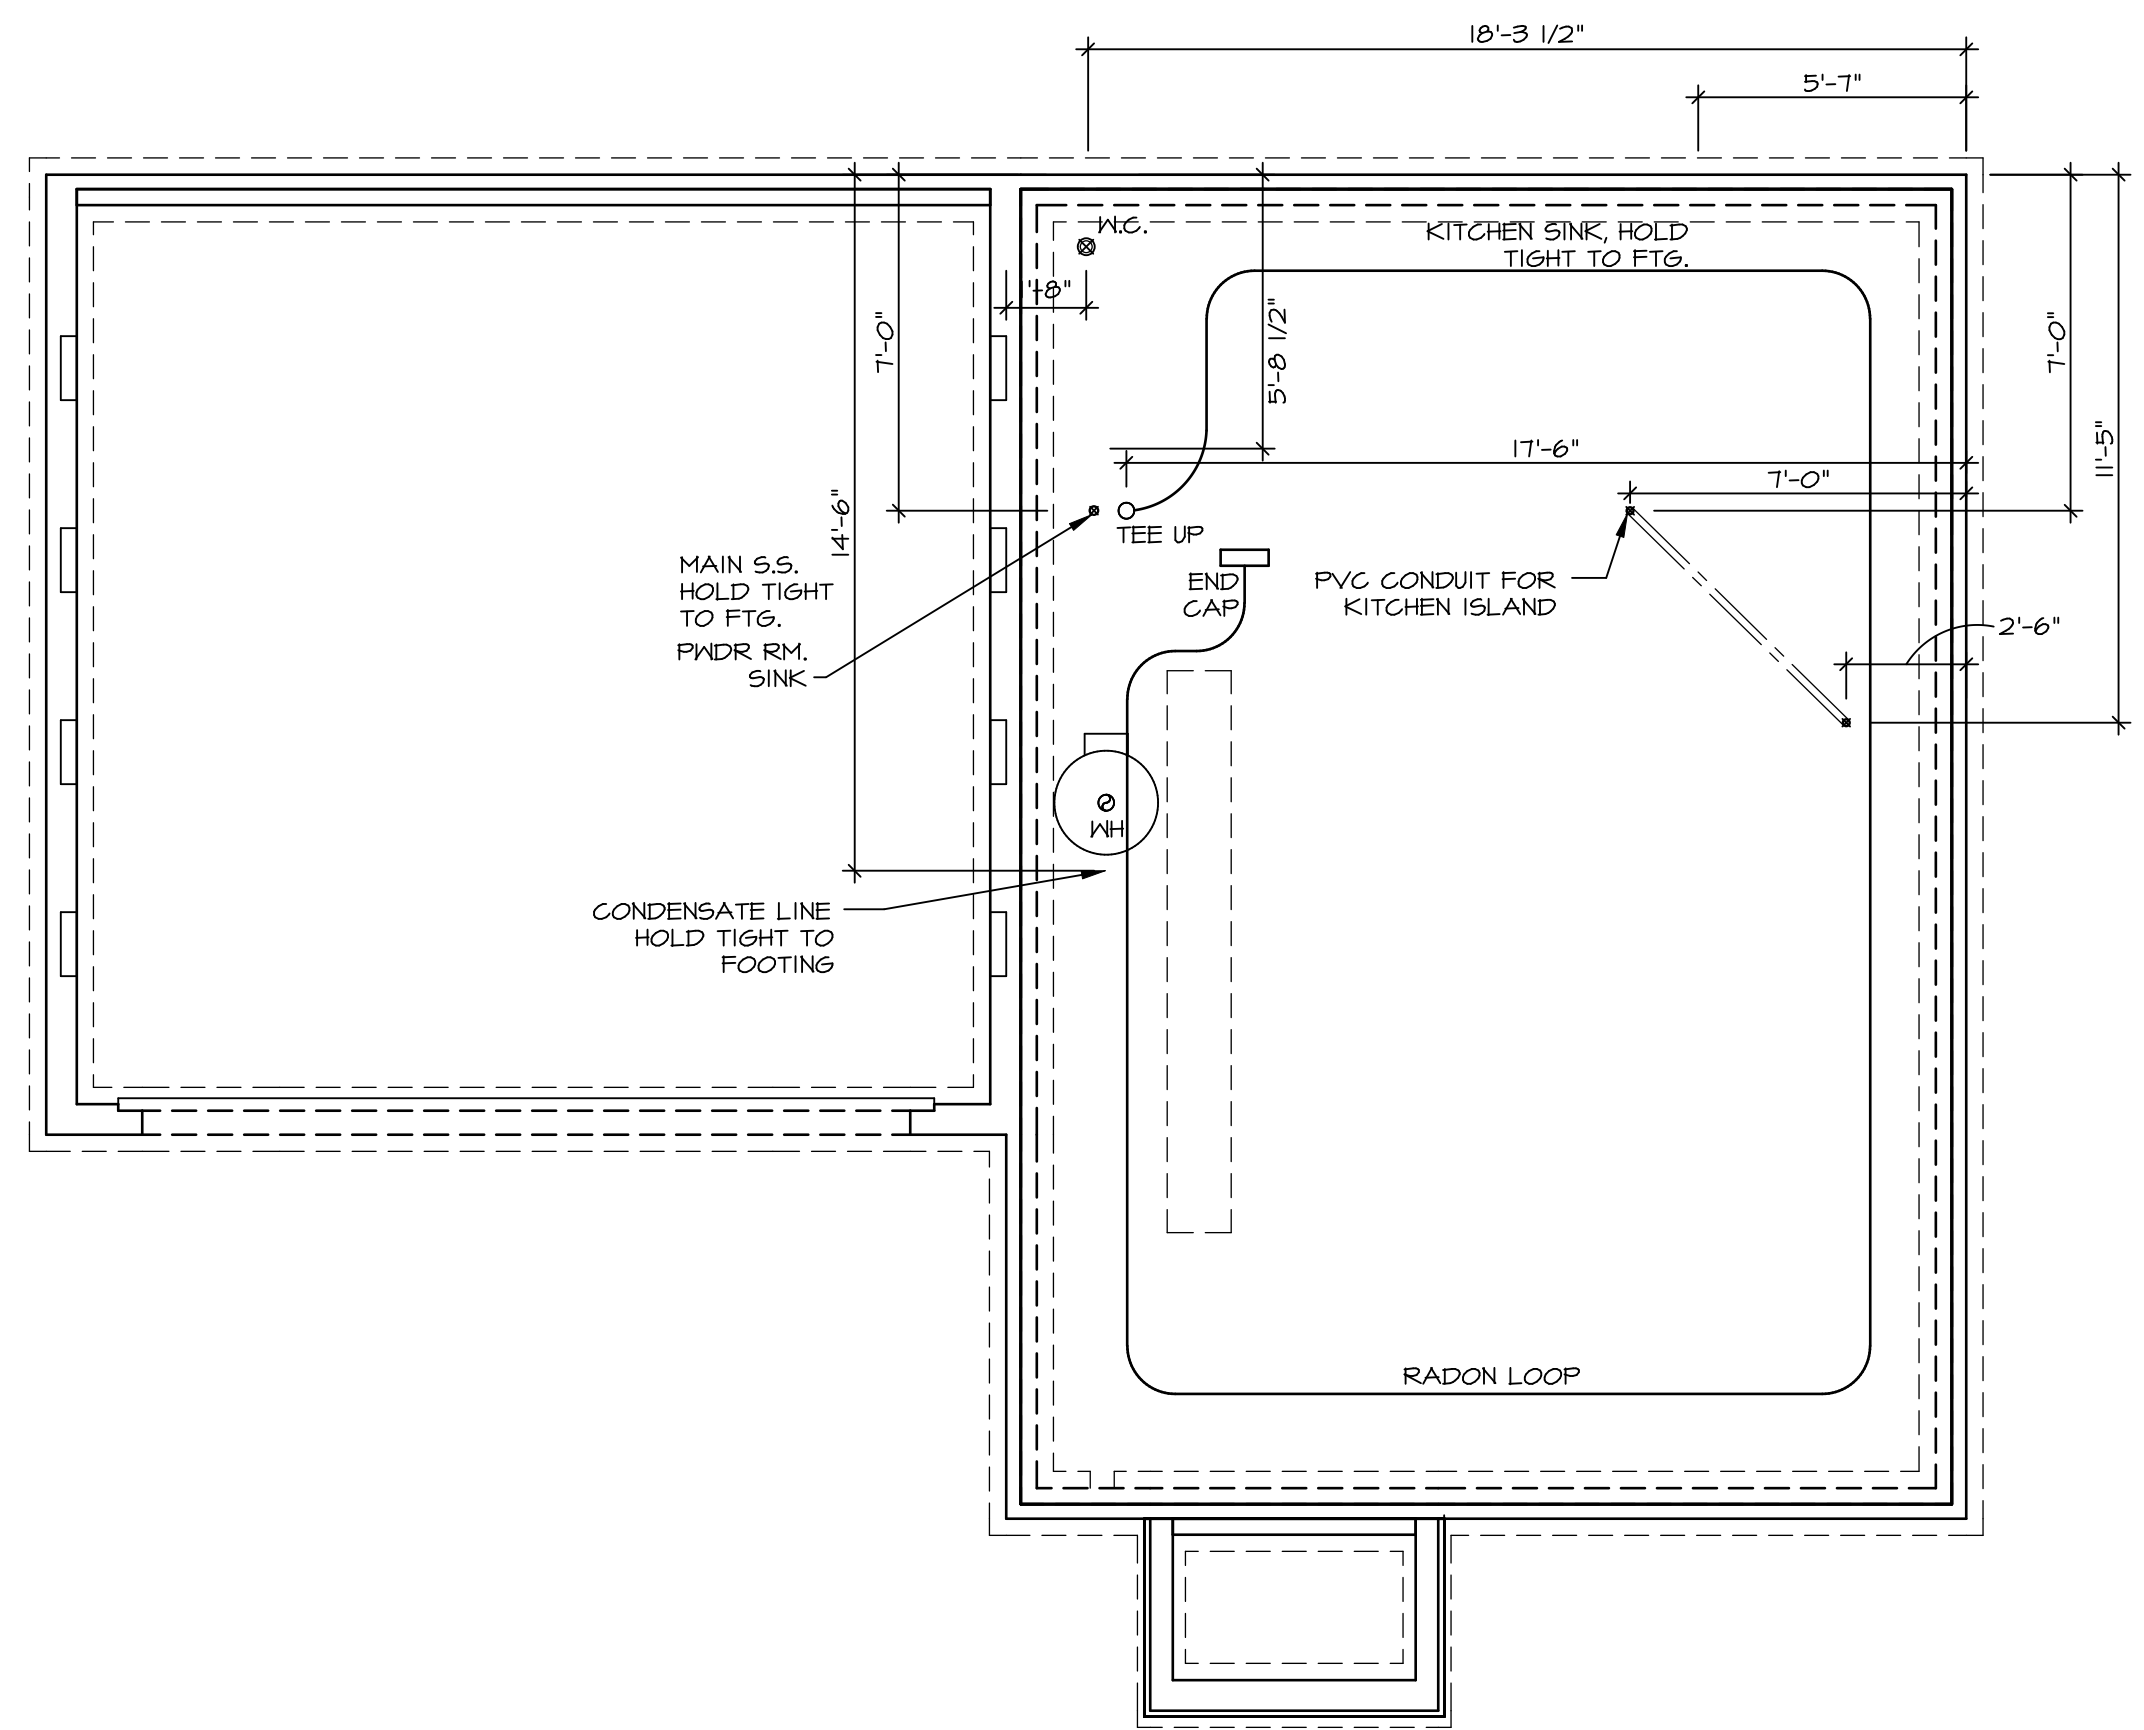 18'-3 1/2"
5'-7"
W.C.
KITCHEN SINK, HOLD
TIGHT TO FTG.
1'-8"
7'-0"
5'-8 1/2"
7'-0"
11'-5"
17'-6"
7'-0"
14'-6"
TEE UP
MAIN S.S.
HOLD TIGHT
TO FTG.
PWDR RM.
SINK
END
CAP
PVC CONDUIT FOR
KITCHEN ISLAND
2'-6"
WH
CONDENSATE LINE
HOLD TIGHT TO
FOOTING
RADON LOOP